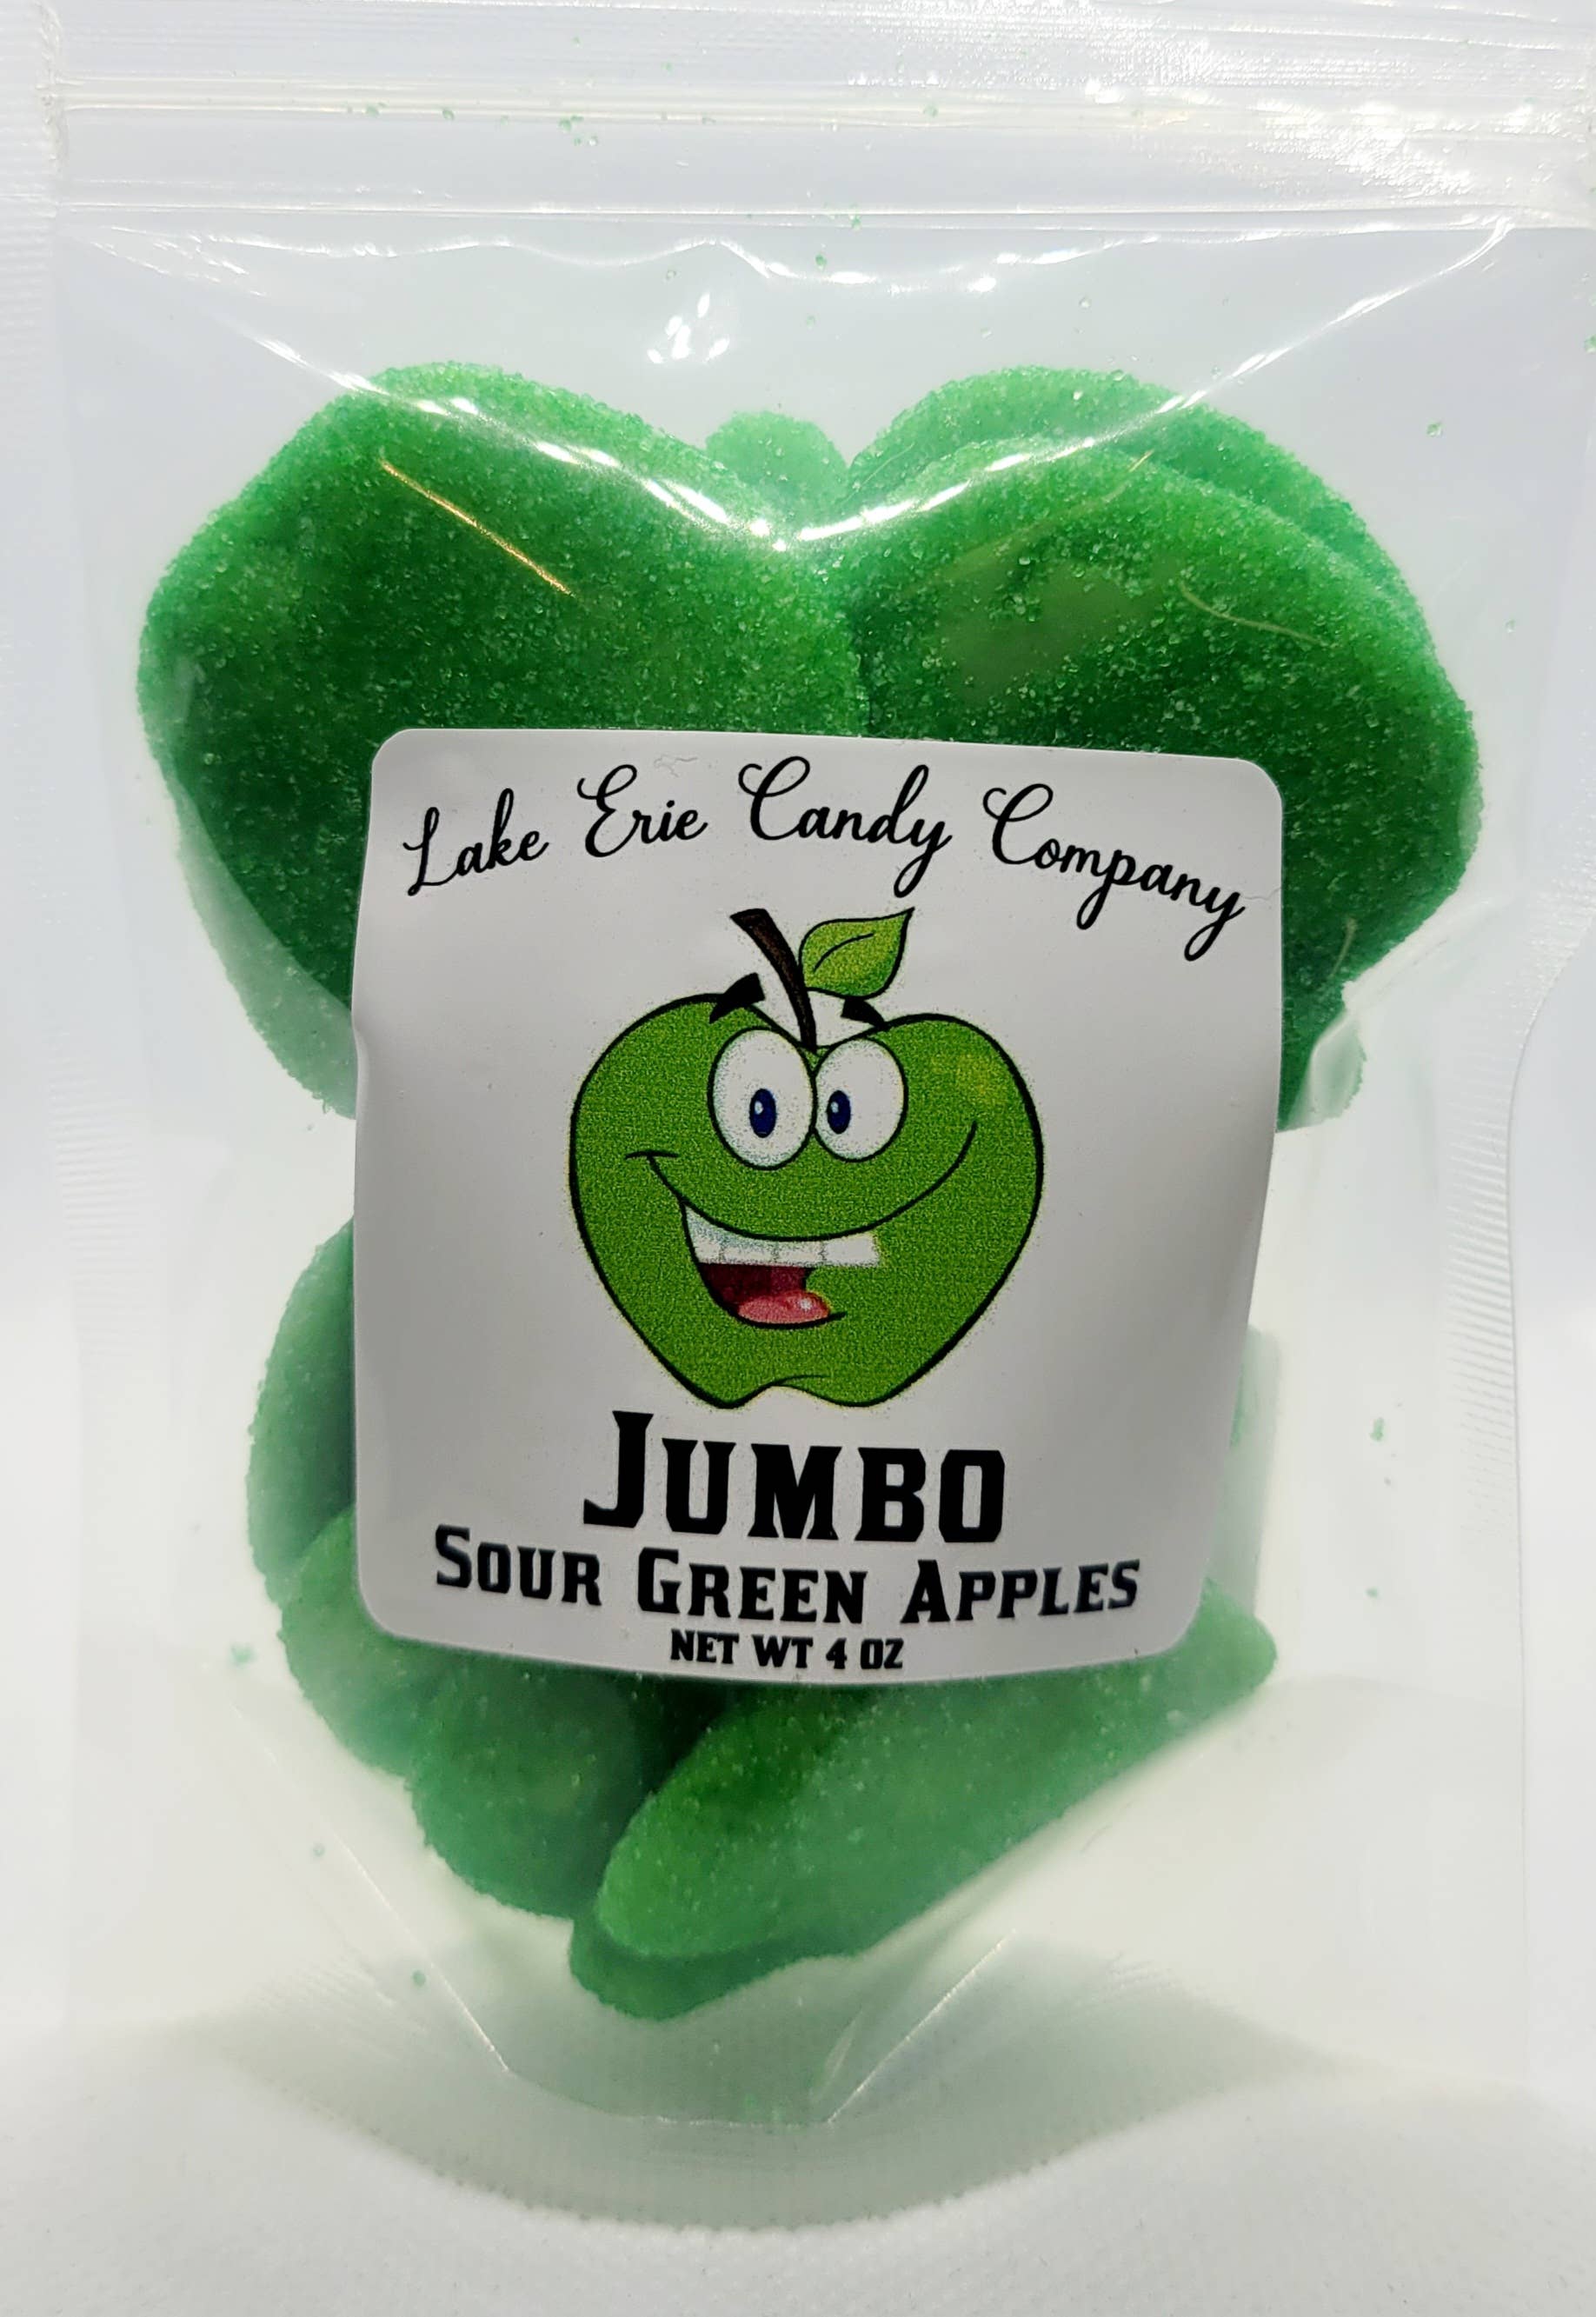 Lake Erie Candy Company
JUMBO
SOUR GREEN APPLES
NET WT 4 OZ